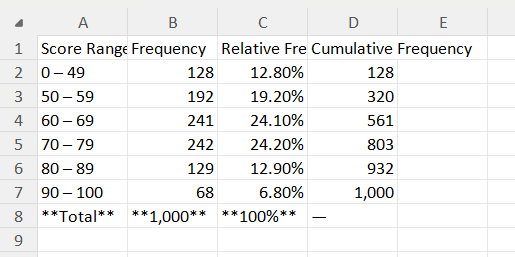 A B C D E
1 Score Range Frequency Relative Fre Cumulative Frequency
2 0 – 49 128 12.80% 128
3 50 – 59 192 19.20% 320
4 60 – 69 241 24.10% 561
5 70 – 79 242 24.20% 803
6 80 – 89 129 12.90% 932
7 90 – 100 68 6.80% 1,000
8 **Total** **1,000** **100%** —
9